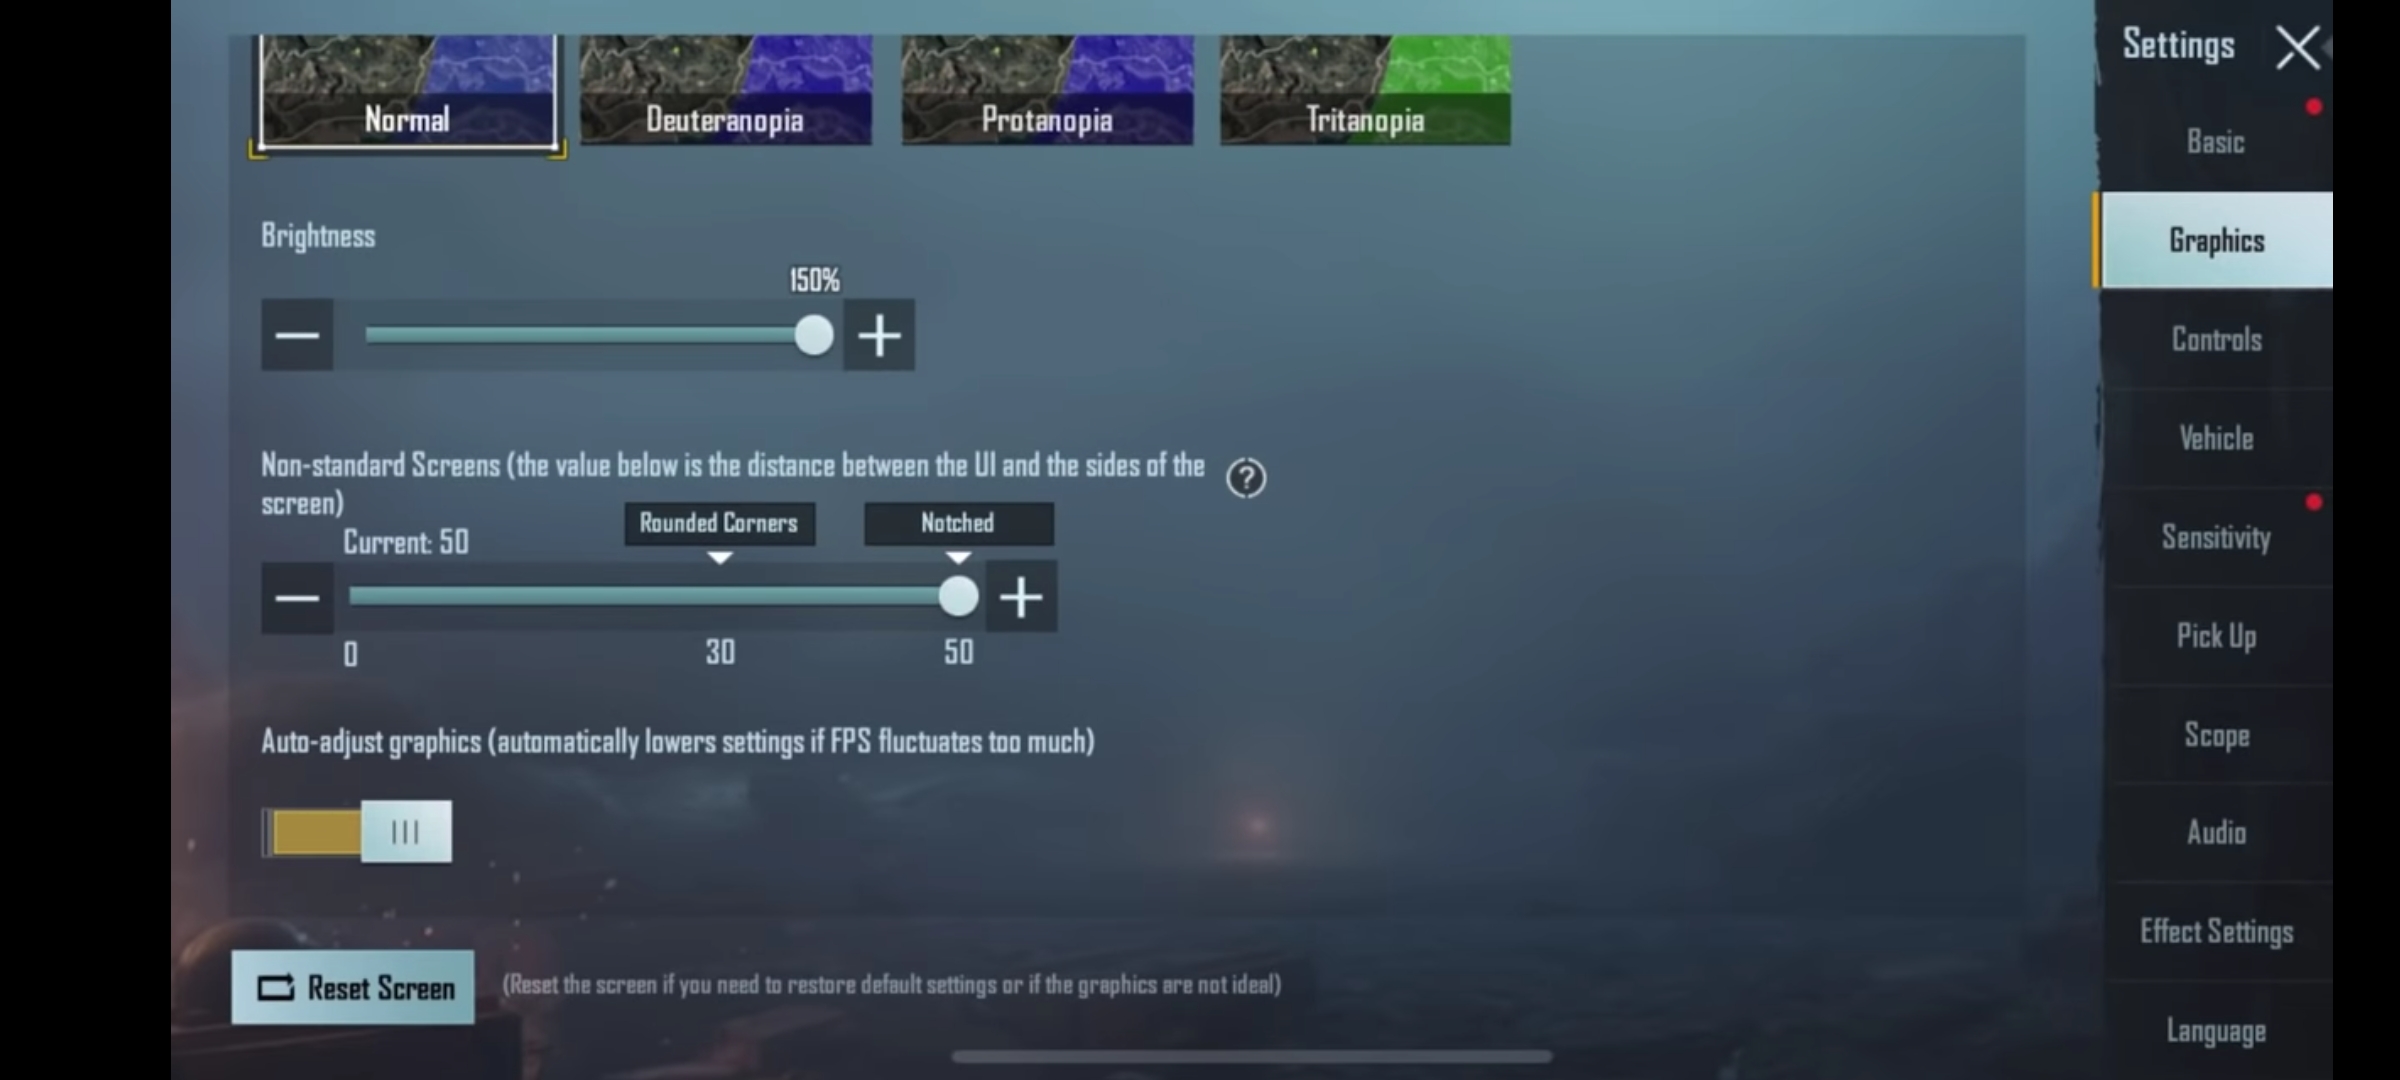 Settings
Normal
Deuteranopia
Protanopia
Tritanopia
Basic
Brightness
Graphics
150%
Controls
Vehicle
Non-standard Screens (the value below is the distance between the UI and the sides of the
screen)
?
Rounded Corners
Notched
Current: 50
Sensitivity
0
30
50
Pick Up
Auto-adjust graphics (automatically lowers settings if FPS fluctuates too much)
Scope
Audio
Effect Settings
Reset Screen
(Reset the screen if you need to restore default settings or if the graphics are not ideal)
Language